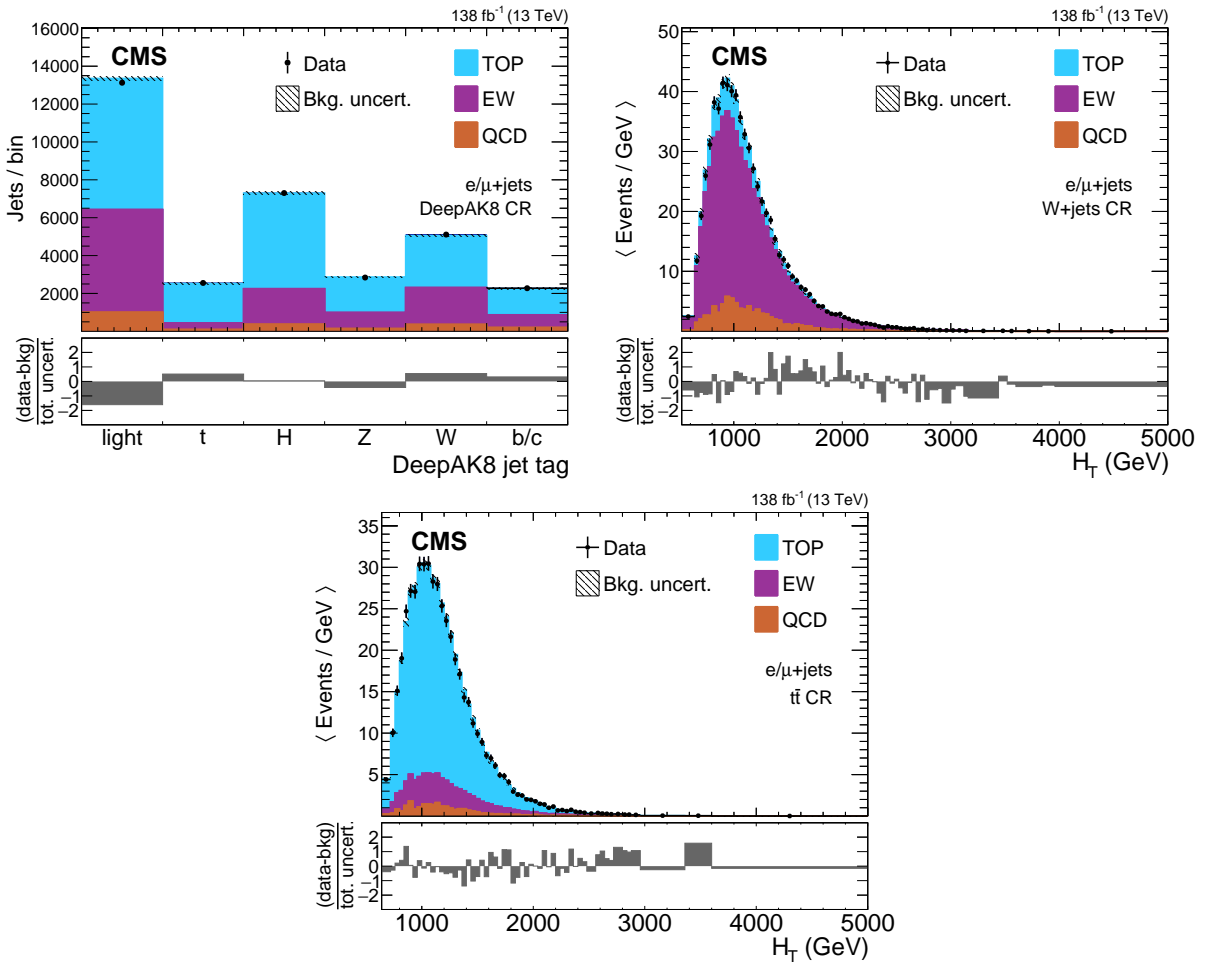 138 fb⁻¹ (13 TeV)
CMS
Data
Bkg. uncert.
TOP
EW
QCD
e/μ+jets
DeepAK8 CR
Jets / bin
16000
14000
12000
10000
8000
6000
4000
2000
(data-bkg)
tot. uncert.
2
1
0
−1
−2
light t H Z W b/c
DeepAK8 jet tag
138 fb⁻¹ (13 TeV)
CMS
Data
Bkg. uncert.
TOP
EW
QCD
e/μ+jets
W+jets CR
⟨ Events / GeV ⟩
50
40
30
20
10
(data-bkg)
tot. uncert.
2
1
0
−1
−2
1000 2000 3000 4000 5000
H_T (GeV)
138 fb⁻¹ (13 TeV)
CMS
Data
Bkg. uncert.
TOP
EW
QCD
e/μ+jets
tt̄ CR
⟨ Events / GeV ⟩
35
30
25
20
15
10
5
(data-bkg)
tot. uncert.
2
1
0
−1
−2
1000 2000 3000 4000 5000
H_T (GeV)